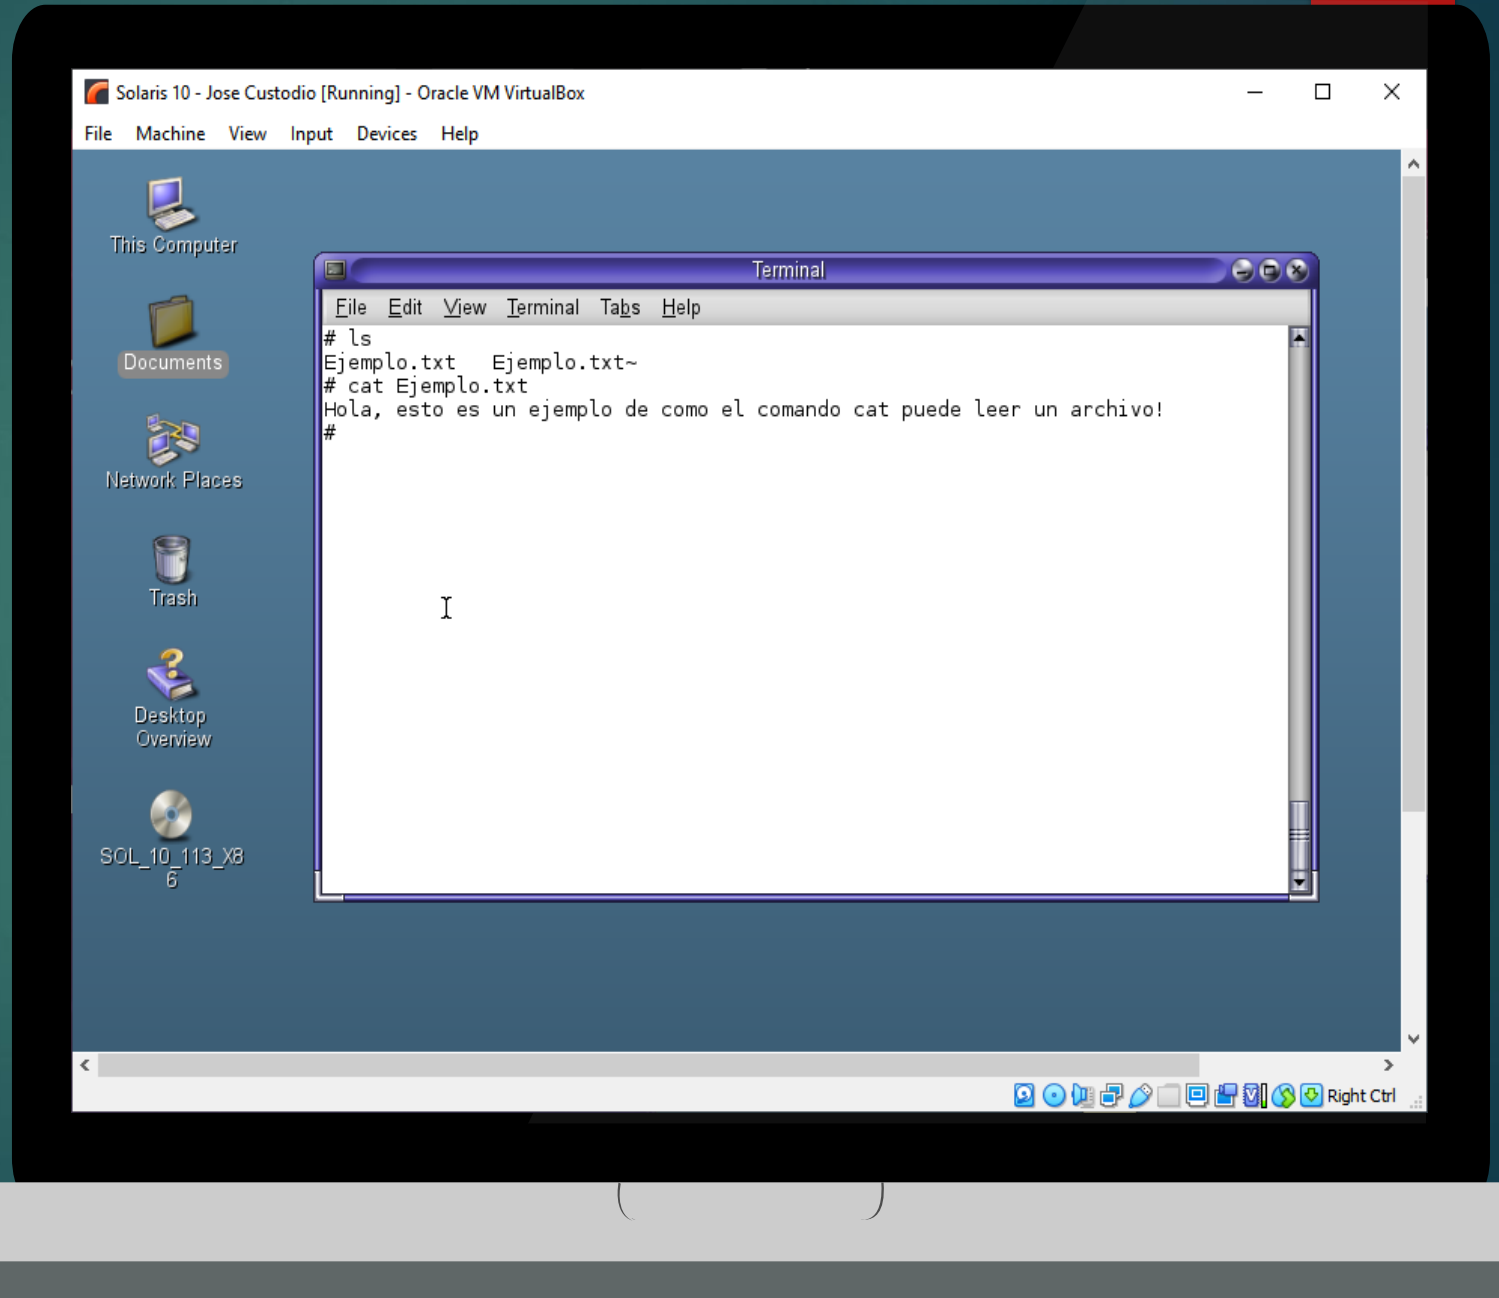 Solaris 10 - Jose Custodio [Running] - Oracle VM VirtualBox
File Machine View Input Devices Help
This Computer
Documents
Network Places
Trash
Desktop
Overview
SOL_10_113_X8
6
Terminal
File Edit View Terminal Tabs Help
# ls
Ejemplo.txt Ejemplo.txt~
# cat Ejemplo.txt
Hola, esto es un ejemplo de como el comando cat puede leer un archivo!
#
Right Ctrl